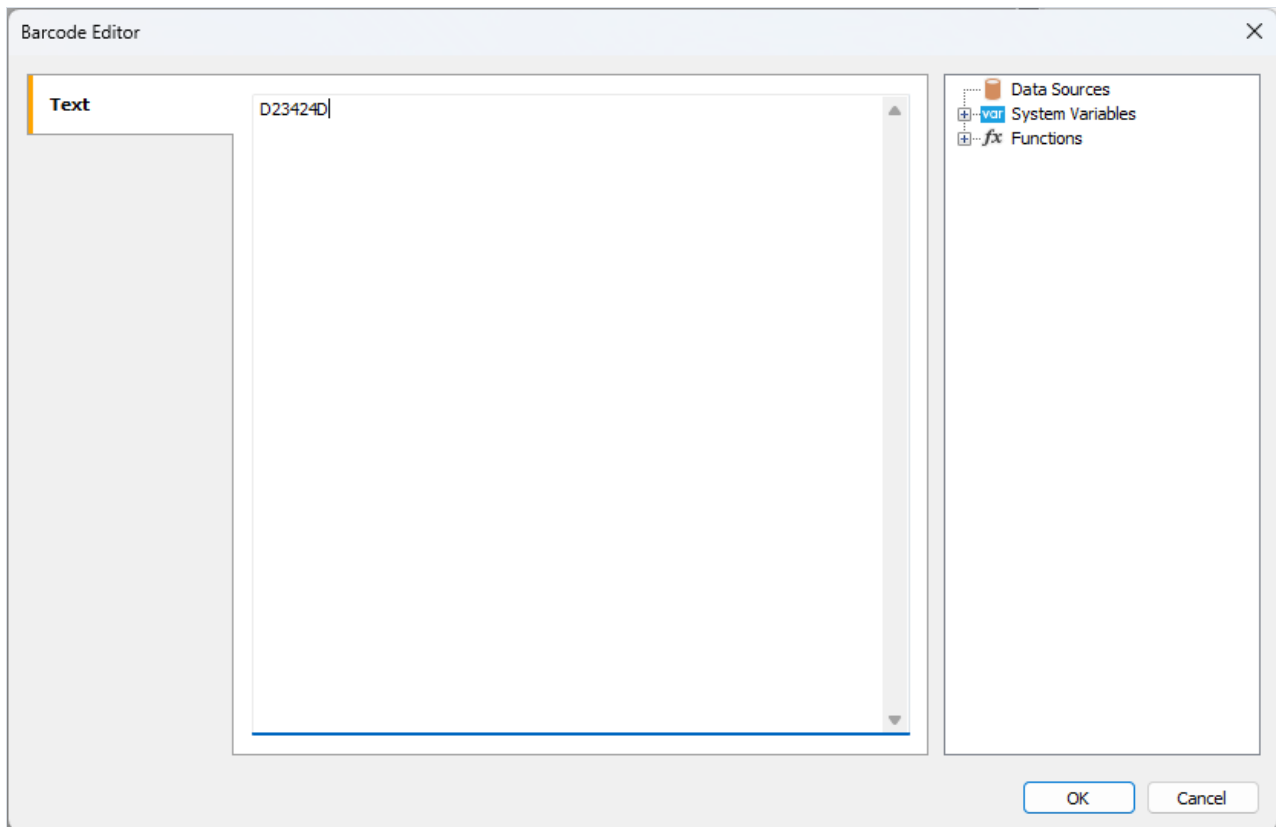 Barcode Editor
Text
D23424D
Data Sources
var System Variables
fx Functions
OK
Cancel